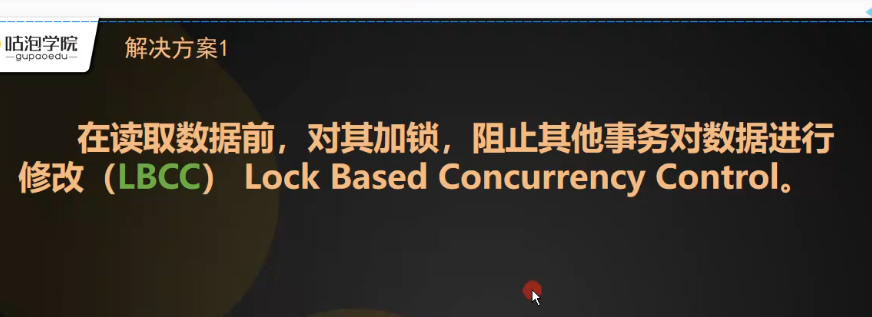 咕泡学院
gupaoedu
解决方案1
在读取数据前，对其加锁，阻止其他事务对数据进行
修改（LBCC） Lock Based Concurrency Control。